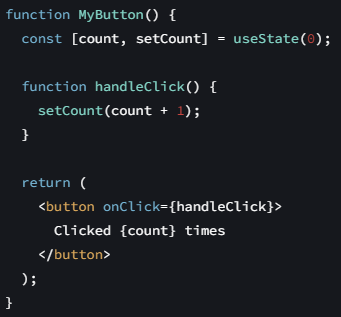 function MyButton() {
  const [count, setCount] = useState(0);

  function handleClick() {
    setCount(count + 1);
  }

  return (
    <button onClick={handleClick}>
      Clicked {count} times
    </button>
  );
}